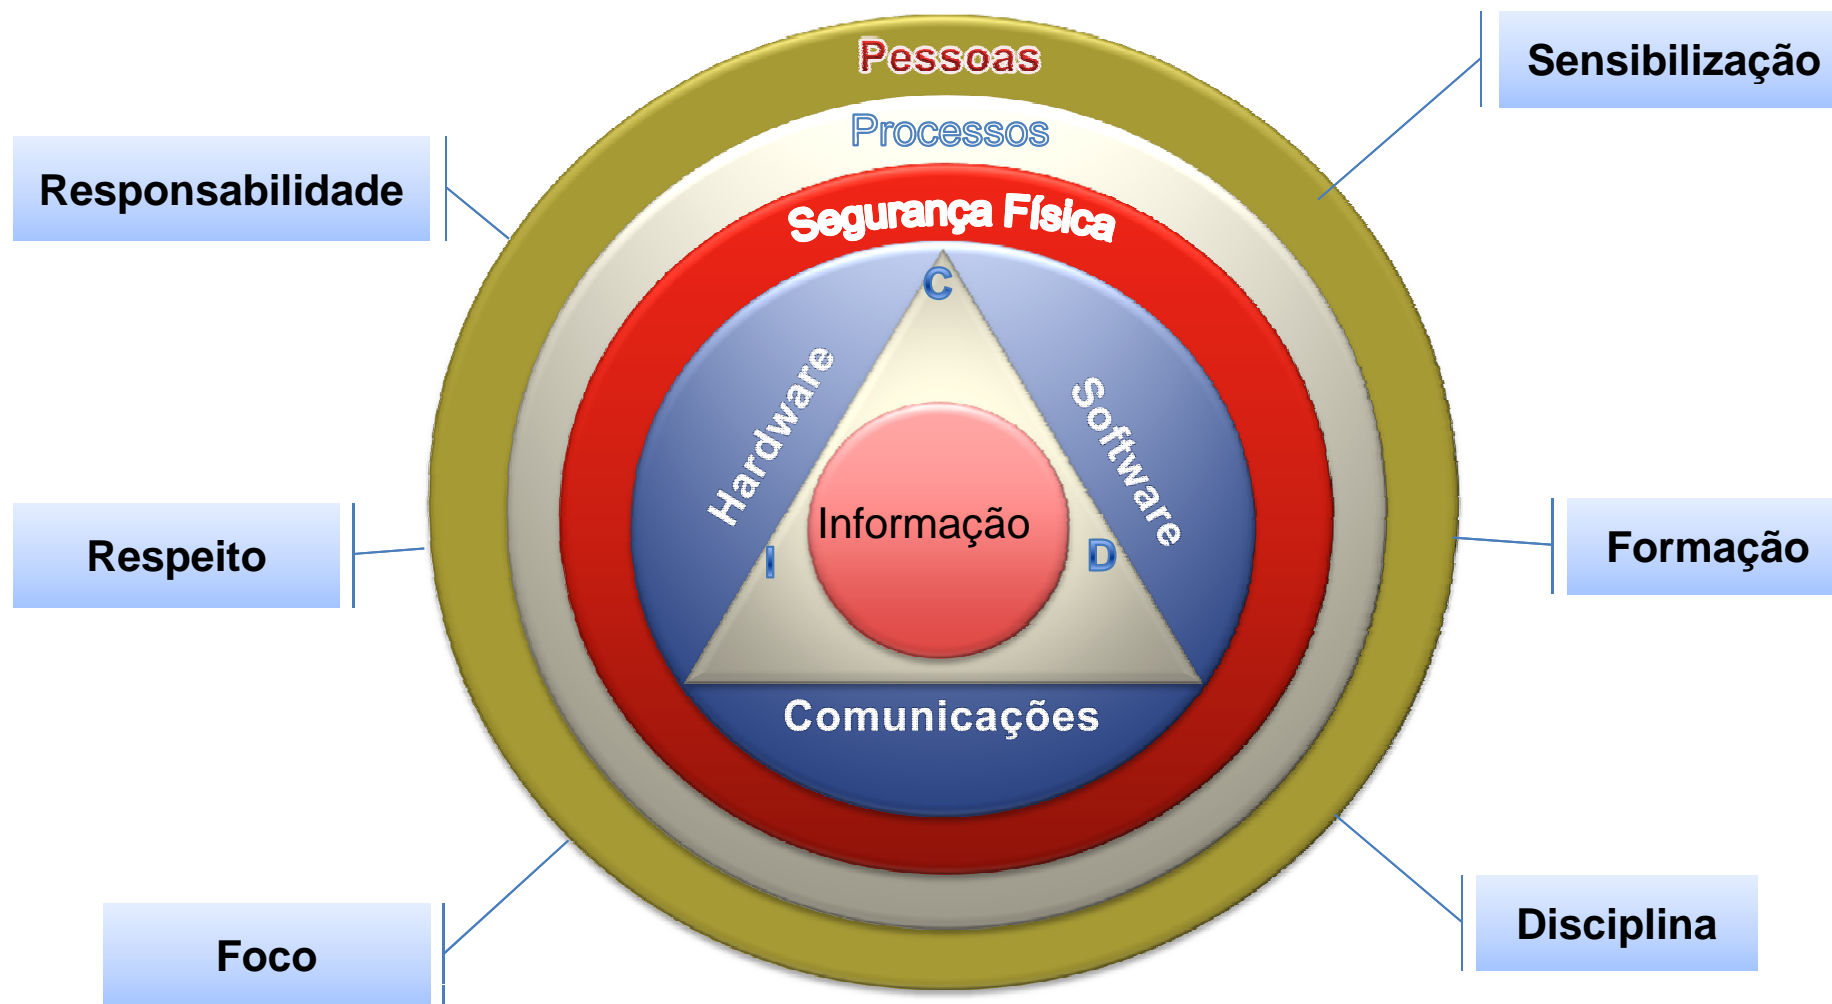 Pessoas
Sensibilização
Processos
Responsabilidade
Segurança Física
C
Hardware
Software
Informação
I
D
Respeito
Formação
Comunicações
Disciplina
Foco